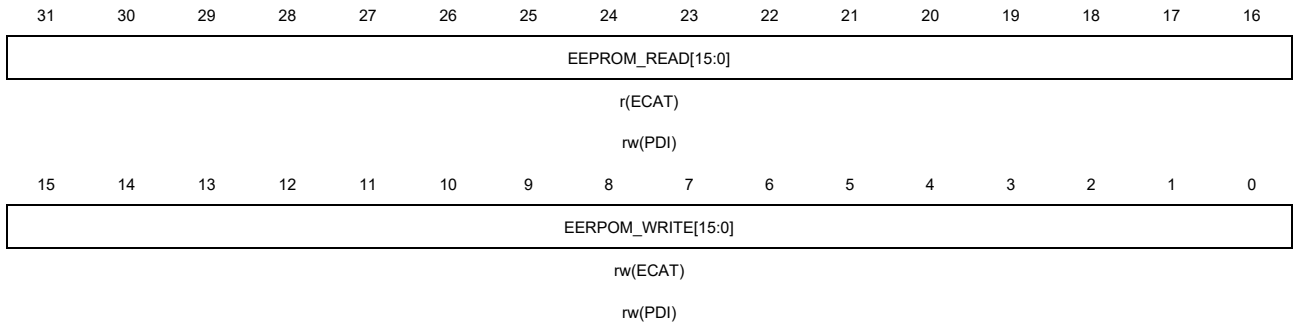 31 30 29 28 27 26 25 24 23 22 21 20 19 18 17 16
EEPROM_READ[15:0]
r(ECAT)
rw(PDI)
15 14 13 12 11 10 9 8 7 6 5 4 3 2 1 0
EERPOM_WRITE[15:0]
rw(ECAT)
rw(PDI)